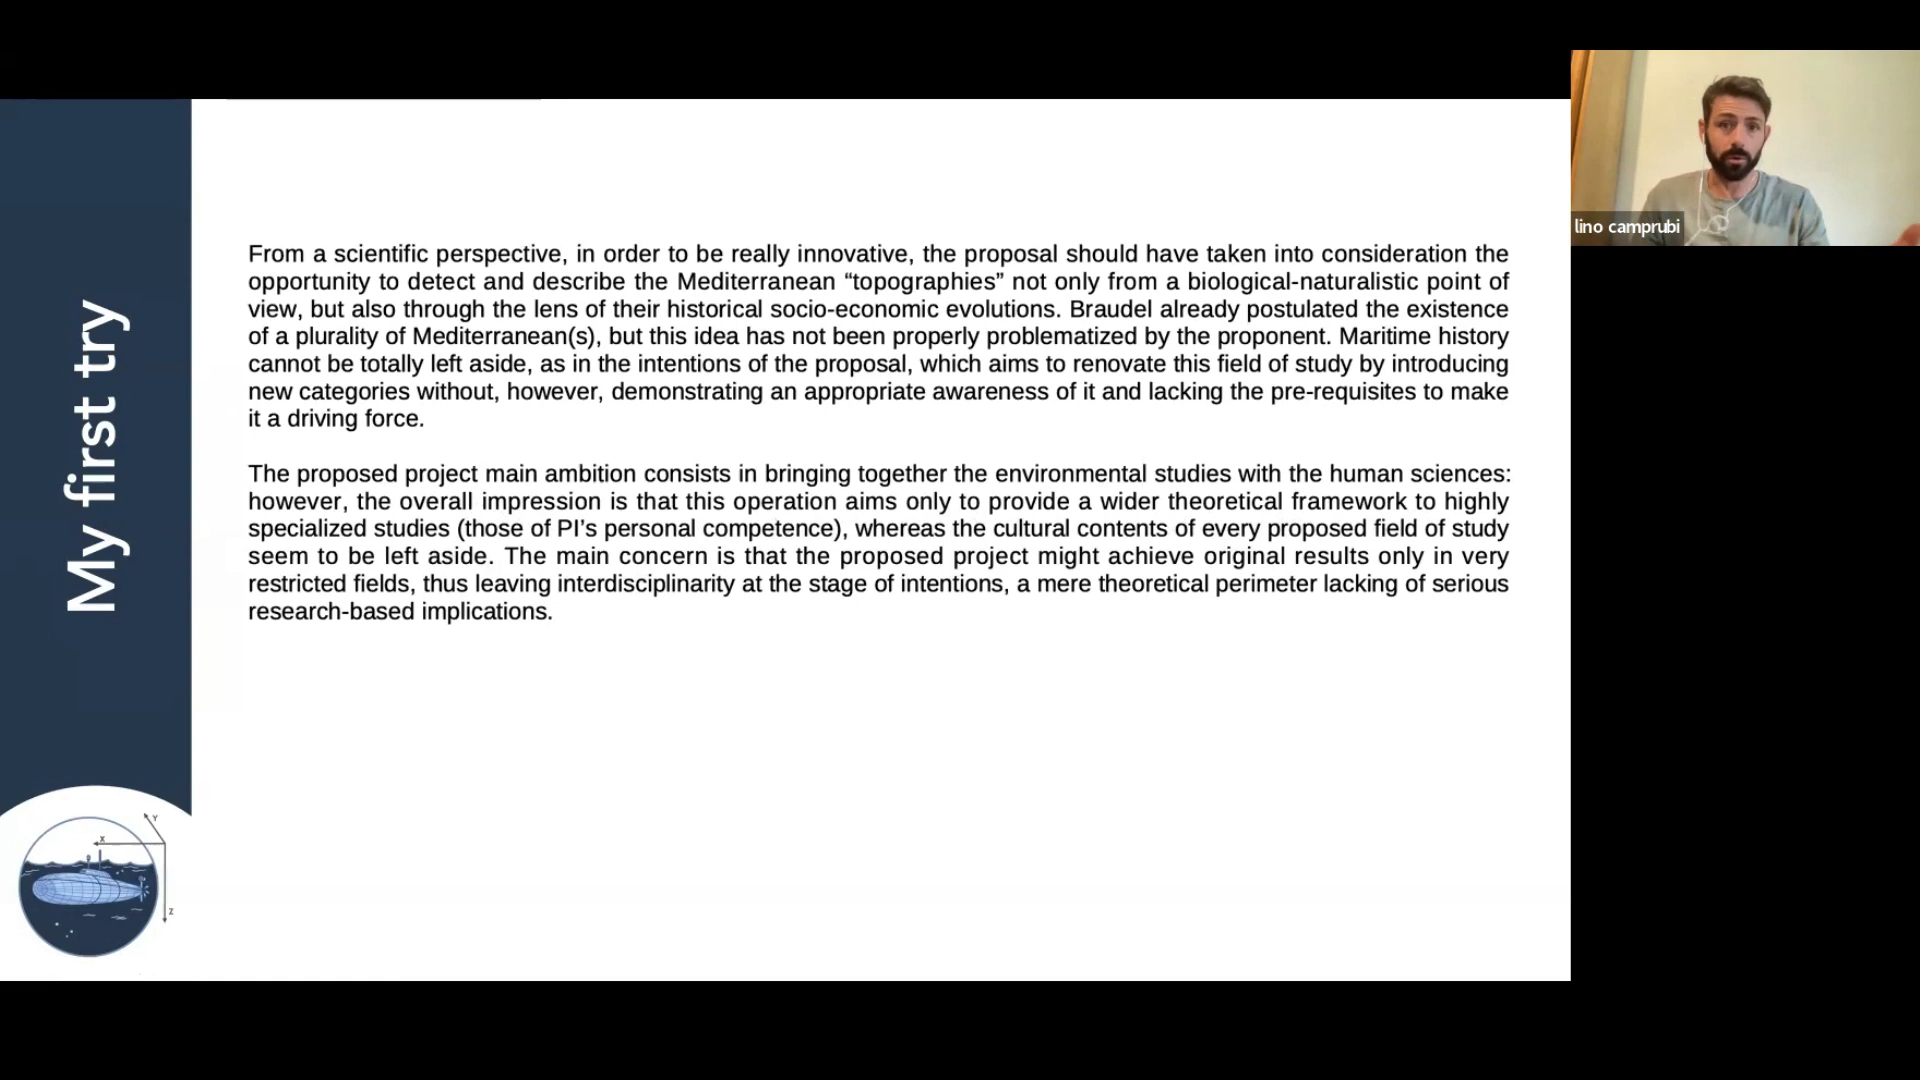 My first try
From a scientific perspective, in order to be really innovative, the proposal should have taken into consideration the
opportunity to detect and describe the Mediterranean “topographies” not only from a biological-naturalistic point of
view, but also through the lens of their historical socio-economic evolutions. Braudel already postulated the existence
of a plurality of Mediterranean(s), but this idea has not been properly problematized by the proponent. Maritime history
cannot be totally left aside, as in the intentions of the proposal, which aims to renovate this field of study by introducing
new categories without, however, demonstrating an appropriate awareness of it and lacking the pre-requisites to make
it a driving force.
The proposed project main ambition consists in bringing together the environmental studies with the human sciences:
however, the overall impression is that this operation aims only to provide a wider theoretical framework to highly
specialized studies (those of PI’s personal competence), whereas the cultural contents of every proposed field of study
seem to be left aside. The main concern is that the proposed project might achieve original results only in very
restricted fields, thus leaving interdisciplinarity at the stage of intentions, a mere theoretical perimeter lacking of serious
research-based implications.
lino camprubi
Y
X
Z